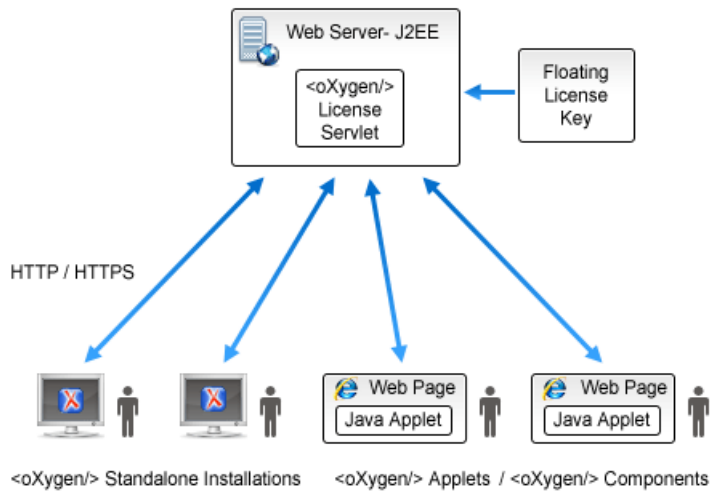 Web Server- J2EE
<oXygen/>
License
Servlet
Floating
License
Key
HTTP / HTTPS
Web Page
Java Applet
Web Page
Java Applet
<oXygen/> Standalone Installations
<oXygen/> Applets / <oXygen/> Components